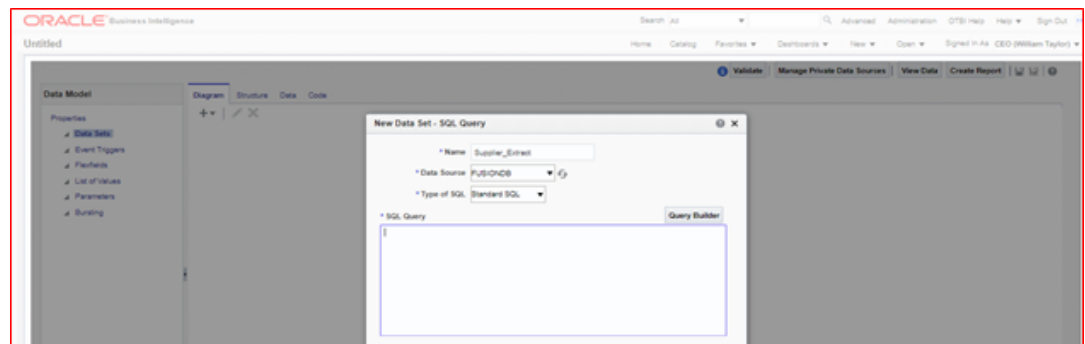 ORACLE Business Intelligence
Search All Advanced Administration OTBI Help Help Sign Out
Untitled
Home Catalog Favorites Dashboards New Open Signed In As CEO (William Taylor)
Validate Manage Private Data Sources View Data Create Report
Data Model
Diagram Structure Data Code
Properties
Data Sets
Event Triggers
Flexfields
List of Values
Parameters
Bursting
New Data Set - SQL Query
* Name Supplier_Extract
* Data Source FUSIONDB
* Type of SQL Standard SQL
* SQL Query
Query Builder